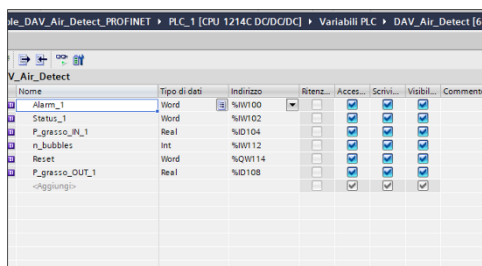 ple_DAV_Air_Detect_PROFINET ▸ PLC_1 [CPU 1214C DC/DC/DC] ▸ Variabili PLC ▸ DAV_Air_Detect [6
V_Air_Detect
Nome Tipo di dati Indirizzo Ritenz... Acces... Scrivi... Visibil... Commento
Alarm_1 Word %IW100
Status_1 Word %IW102
P_grasso_IN_1 Real %ID104
n_bubbles Int %IW112
Reset Word %QW114
P_grasso_OUT_1 Real %ID108
<Aggiungi>